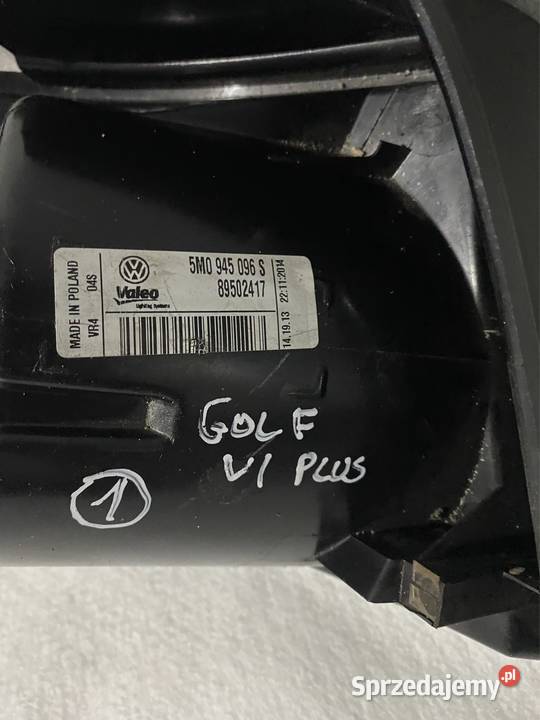 MADE IN POLAND
VR4 04S
5M0 945 096 S
Valeo
Lighting Systems
89502417
14.19.13 22:11:2014
GOLF
VI PLUS
1
Sprzedajemy.pl